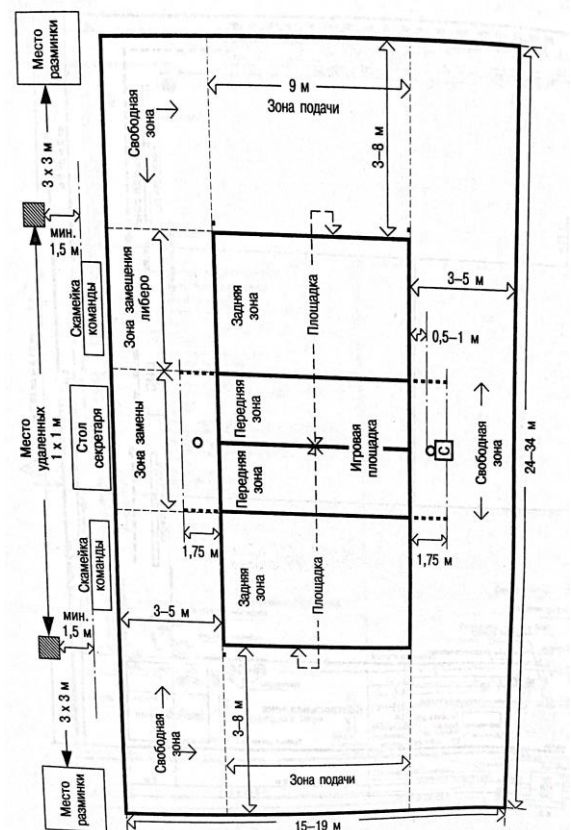 Место
разминки
3 x 3 м
мин.
1,5 м
Скамейка
команды
Место
удаленных
1 x 1 м
Стол
секретаря
Скамейка
команды
мин.
1,5 м
3 x 3 м
Место
разминки
Свободная
зона
Зона замещения
либеро
Зона замены
1,75 м
3–5 м
Свободная
зона
9 м
Зона подачи
3–8 м
Задняя
зона
Площадка
Передняя
зона
Передняя
зона
Игровая
площадка
Задняя
зона
Площадка
3–8 м
Зона подачи
3–5 м
0,5–1 м
С
Свободная
зона
1,75 м
24–34 м
15–19 м